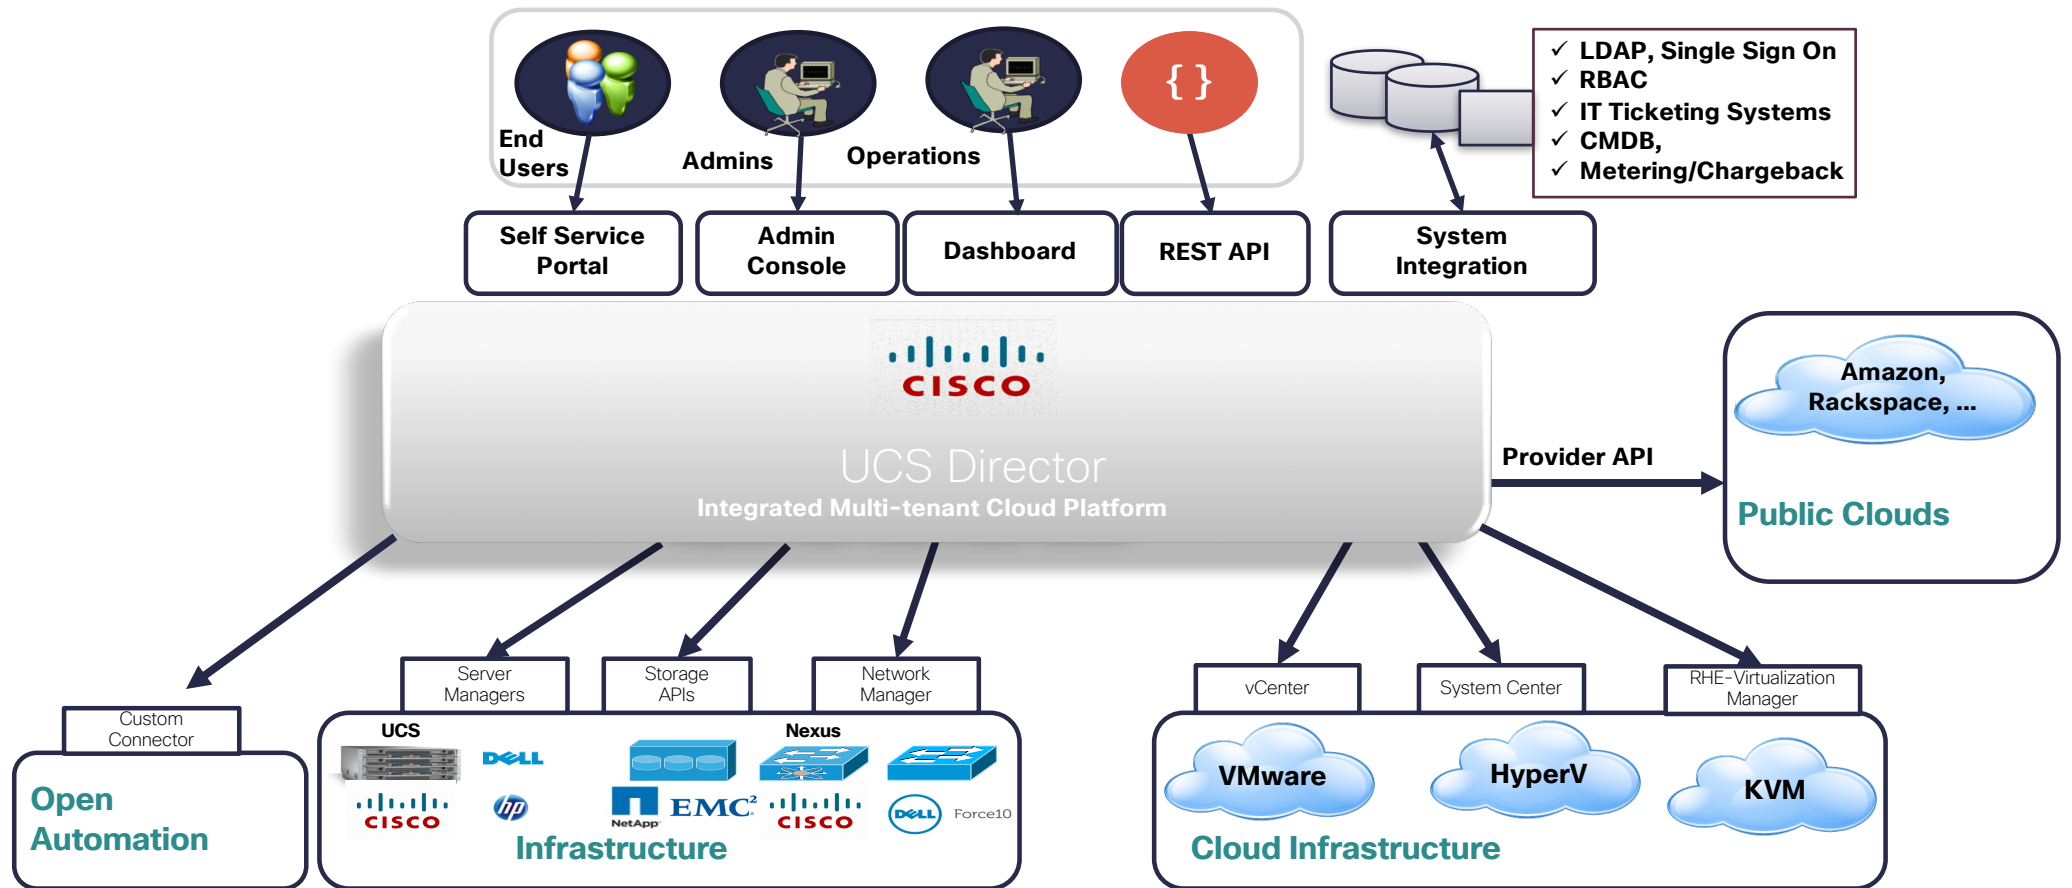 LDAP, Single Sign On
RBAC
IT Ticketing Systems
CMDB,
Metering/Chargeback
{ }
End
Users
Admins
Operations
Self Service
Portal
Admin
Console
Dashboard
REST API
System
Integration
CISCO
UCS Director
Integrated Multi-tenant Cloud Platform
Provider API
Amazon,
Rackspace, ...
Public Clouds
Custom
Connector
Open
Automation
Server
Managers
Storage
APIs
Network
Manager
UCS
DELL
Nexus
CISCO
hp
NetApp
EMC²
CISCO
DELL Force10
Infrastructure
vCenter
System Center
RHE-Virtualization
Manager
VMware
HyperV
KVM
Cloud Infrastructure